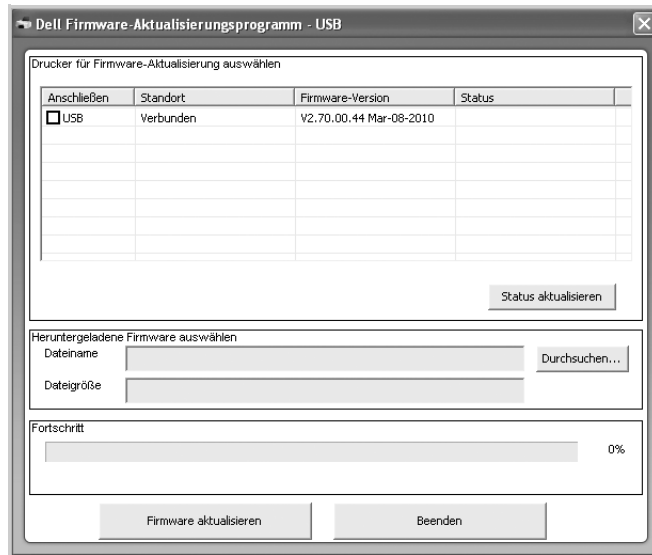 Dell Firmware-Aktualisierungsprogramm - USB
Drucker für Firmware-Aktualisierung auswählen
Anschließen Standort Firmware-Version Status
USB Verbunden V2.70.00.44 Mar-08-2010
Status aktualisieren
Heruntergeladene Firmware auswählen
Dateiname Durchsuchen...
Dateigröße
Fortschritt
0%
Firmware aktualisieren Beenden